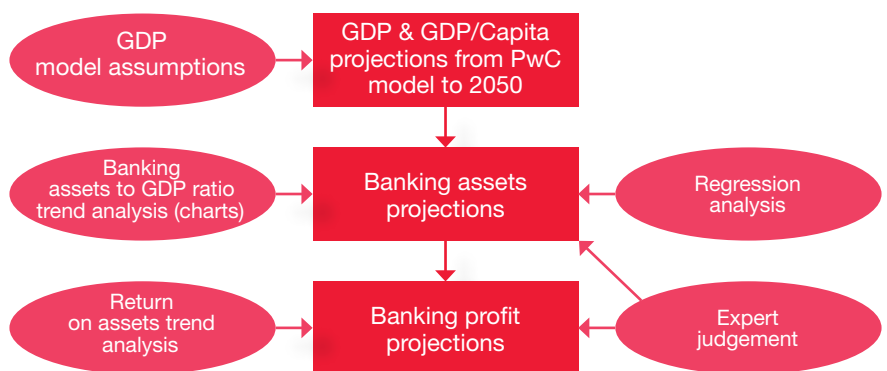 GDP
model assumptions
GDP & GDP/Capita
projections from PwC
model to 2050
Banking
assets to GDP ratio
trend analysis (charts)
Banking assets
projections
Regression
analysis
Return
on assets trend
analysis
Banking profit
projections
Expert
judgement